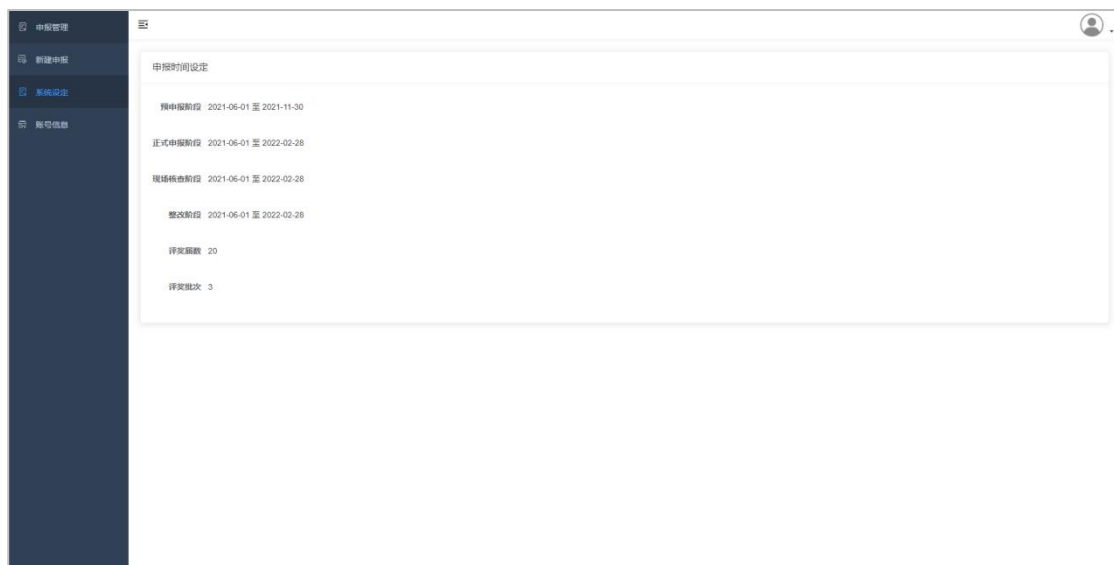 申报管理
新建申报
系统设定
账号信息
申报时间设定
预申报阶段 2021-06-01 至 2021-11-30
正式申报阶段 2021-06-01 至 2022-02-28
现场核查阶段 2021-06-01 至 2022-02-28
整改阶段 2021-06-01 至 2022-02-28
评奖届数 20
评奖批次 3